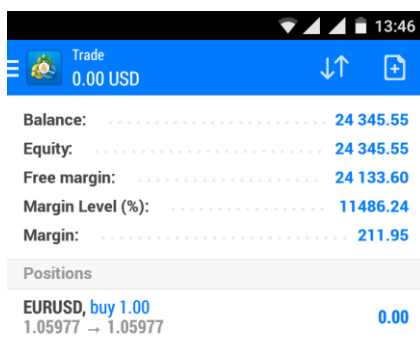 13:46
Trade
0.00 USD
Balance: 24 345.55
Equity: 24 345.55
Free margin: 24 133.60
Margin Level (%): 11486.24
Margin: 211.95
Positions
EURUSD, buy 1.00
1.05977 → 1.05977 0.00